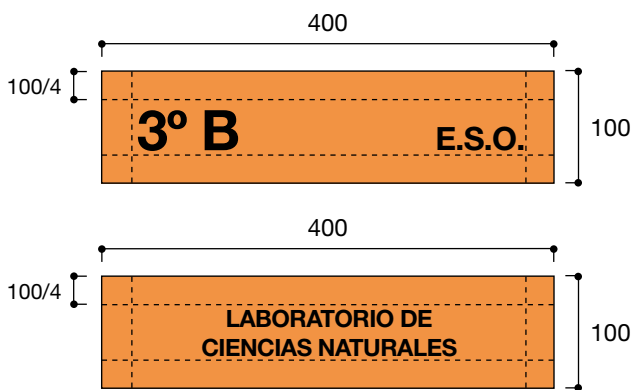 400
100/4
3º B E.S.O.
100
400
100/4
LABORATORIO DE
CIENCIAS NATURALES
100